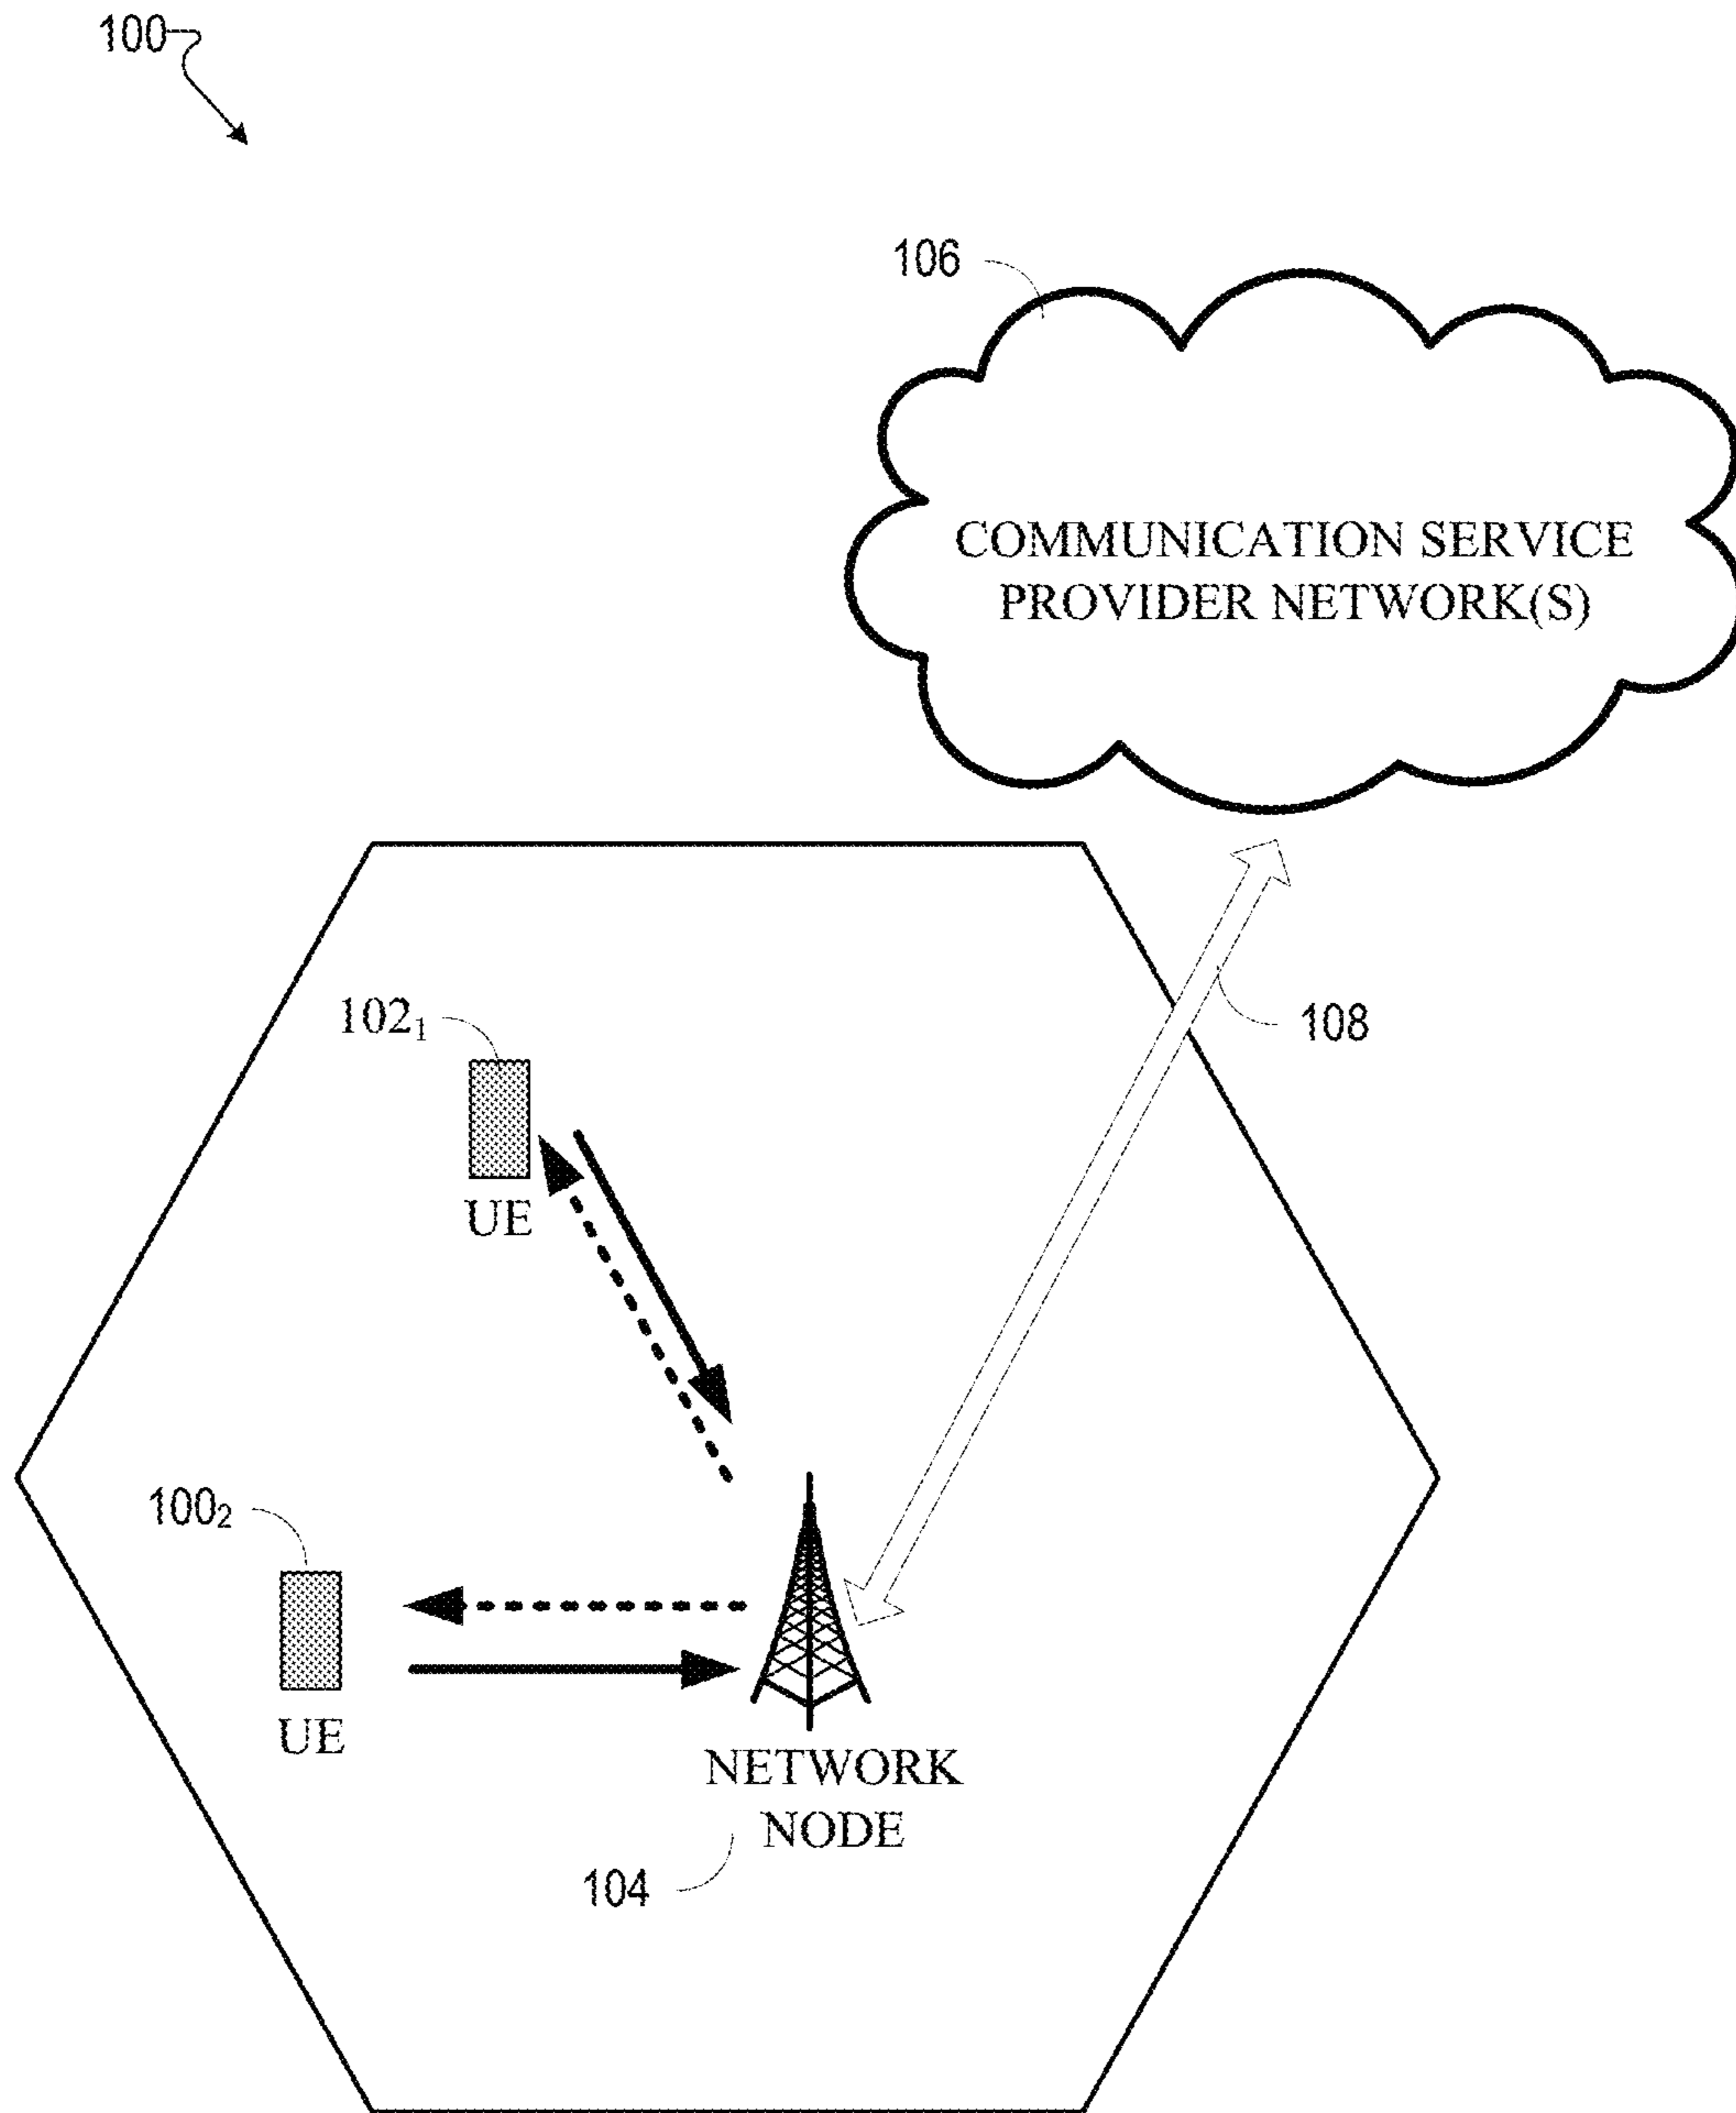 100
106
COMMUNICATION SERVICE
PROVIDER NETWORK(S)
102₁
108
UE
100₂
UE
NETWORK
NODE
104